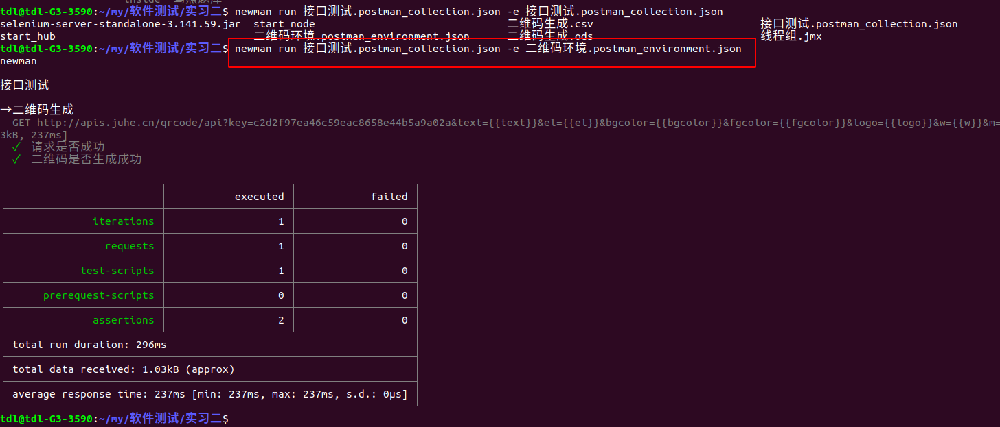 tdl@tdl-G3-3590:~/my/软件测试/实习二$ newman run 接口测试.postman_collection.json -e 接口测试.postman_collection.json
selenium-server-standalone-3.141.59.jar  start_node  二维码生成.csv  接口测试.postman_collection.json
start_hub  二维码环境.postman_environment.json  二维码生成.ods  线程组.jmx
tdl@tdl-G3-3590:~/my/软件测试/实习二$ newman run 接口测试.postman_collection.json -e 二维码环境.postman_environment.json
newman
接口测试
→二维码生成
GET http://apis.juhe.cn/qrcode/api?key=c2d2f97ea46c59eac8658e44b5a9a02a&text={{text}}&el={{el}}&bgcolor={{bgcolor}}&fgcolor={{fgcolor}}&logo={{logo}}&w={{w}}&m=
3kB, 237ms]
✓ 请求是否成功
✓ 二维码是否生成成功
executed failed
iterations 1 0
requests 1 0
test-scripts 1 0
prerequest-scripts 0 0
assertions 2 0
total run duration: 296ms
total data received: 1.03kB (approx)
average response time: 237ms [min: 237ms, max: 237ms, s.d.: 0µs]
tdl@tdl-G3-3590:~/my/软件测试/实习二$ _